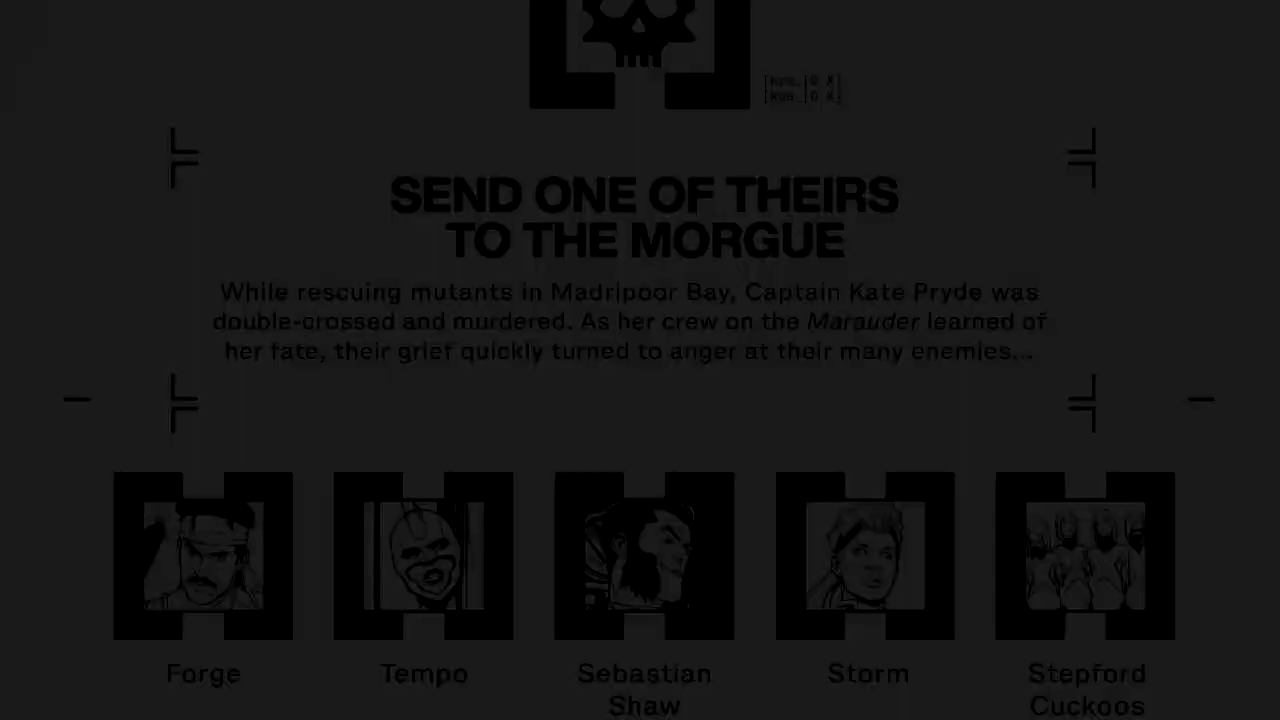 SEND ONE OF THEIRS
TO THE MORGUE
While rescuing mutants in Madripoor Bay, Captain Kate Pryde was
double-crossed and murdered. As her crew on the Marauder learned of
her fate, their grief quickly turned to anger at their many enemies...
Forge
Tempo
Sebastian
Shaw
Storm
Stepford
Cuckoos